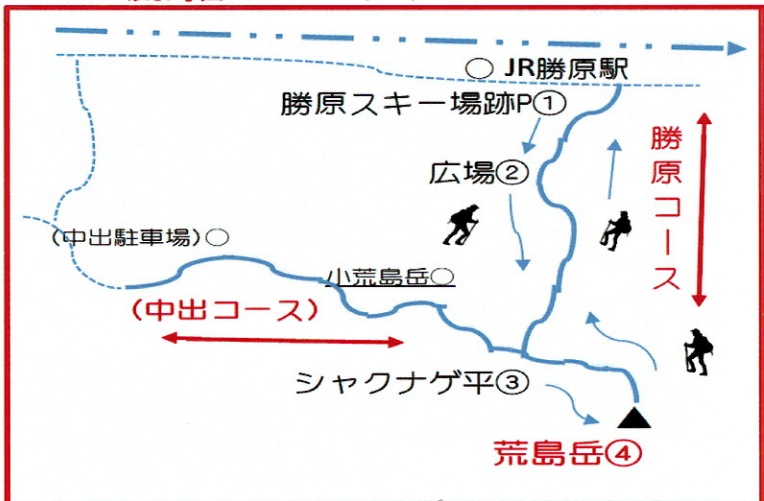 JR勝原駅
勝原スキー場跡P①
広場②
勝原コース
(中出駐車場)
小荒島岳
(中出コース)
シャクナゲ平③
荒島岳④